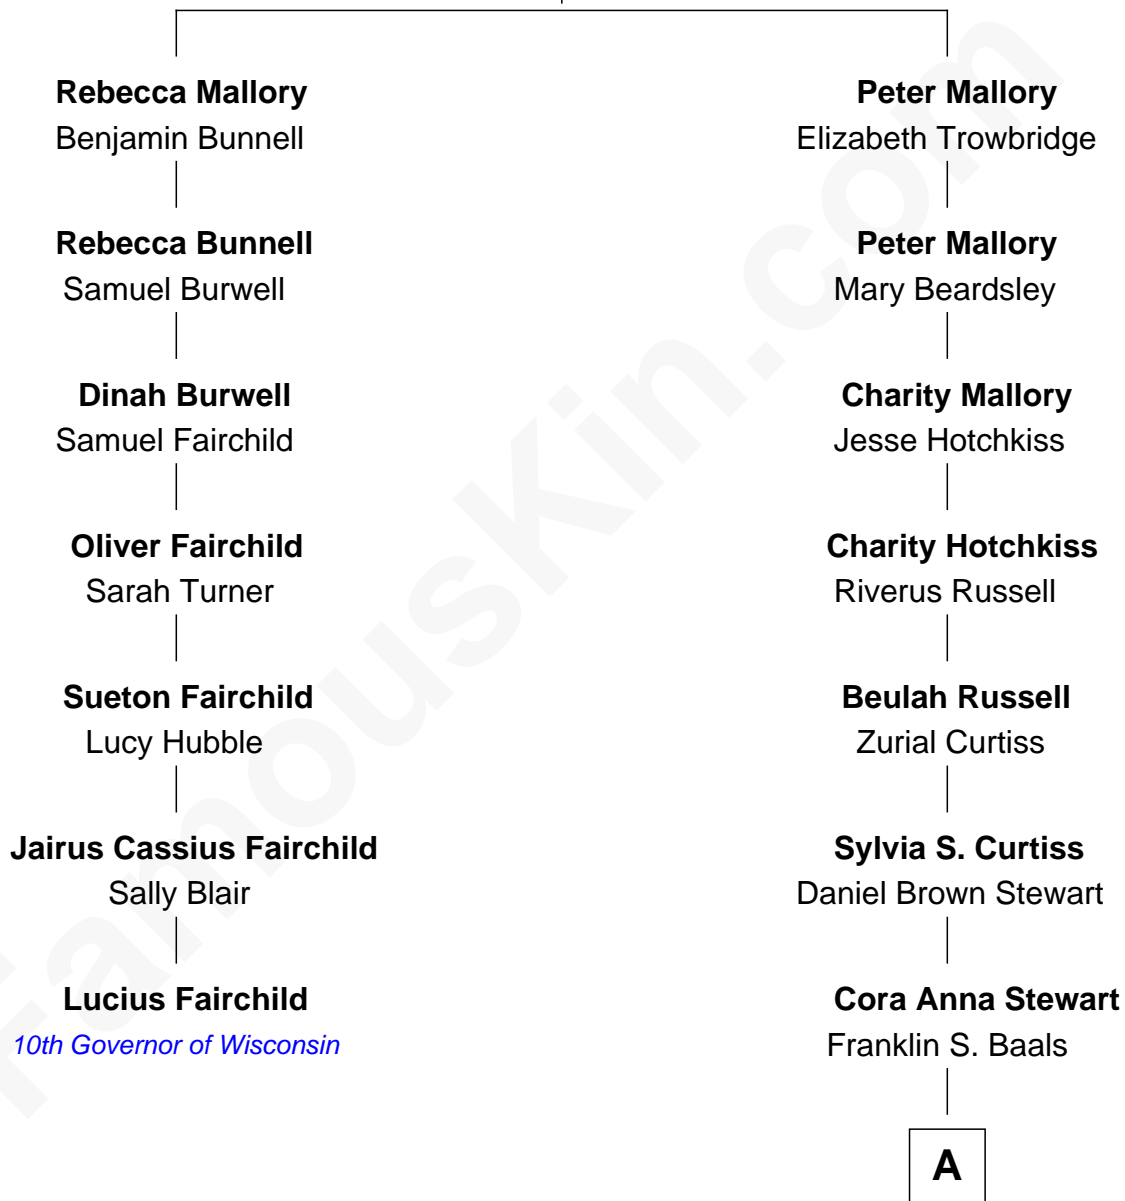 Rebecca Mallory
Benjamin Bunnell
Peter Mallory
Elizabeth Trowbridge
Rebecca Bunnell
Samuel Burwell
Peter Mallory
Mary Beardsley
Dinah Burwell
Samuel Fairchild
Charity Mallory
Jesse Hotchkiss
Oliver Fairchild
Sarah Turner
Charity Hotchkiss
Riverus Russell
Sueton Fairchild
Lucy Hubble
Beulah Russell
Zurial Curtiss
Jairus Cassius Fairchild
Sally Blair
Sylvia S. Curtiss
Daniel Brown Stewart
Lucius Fairchild
10th Governor of Wisconsin
Cora Anna Stewart
Franklin S. Baals
A
FamousKin.com